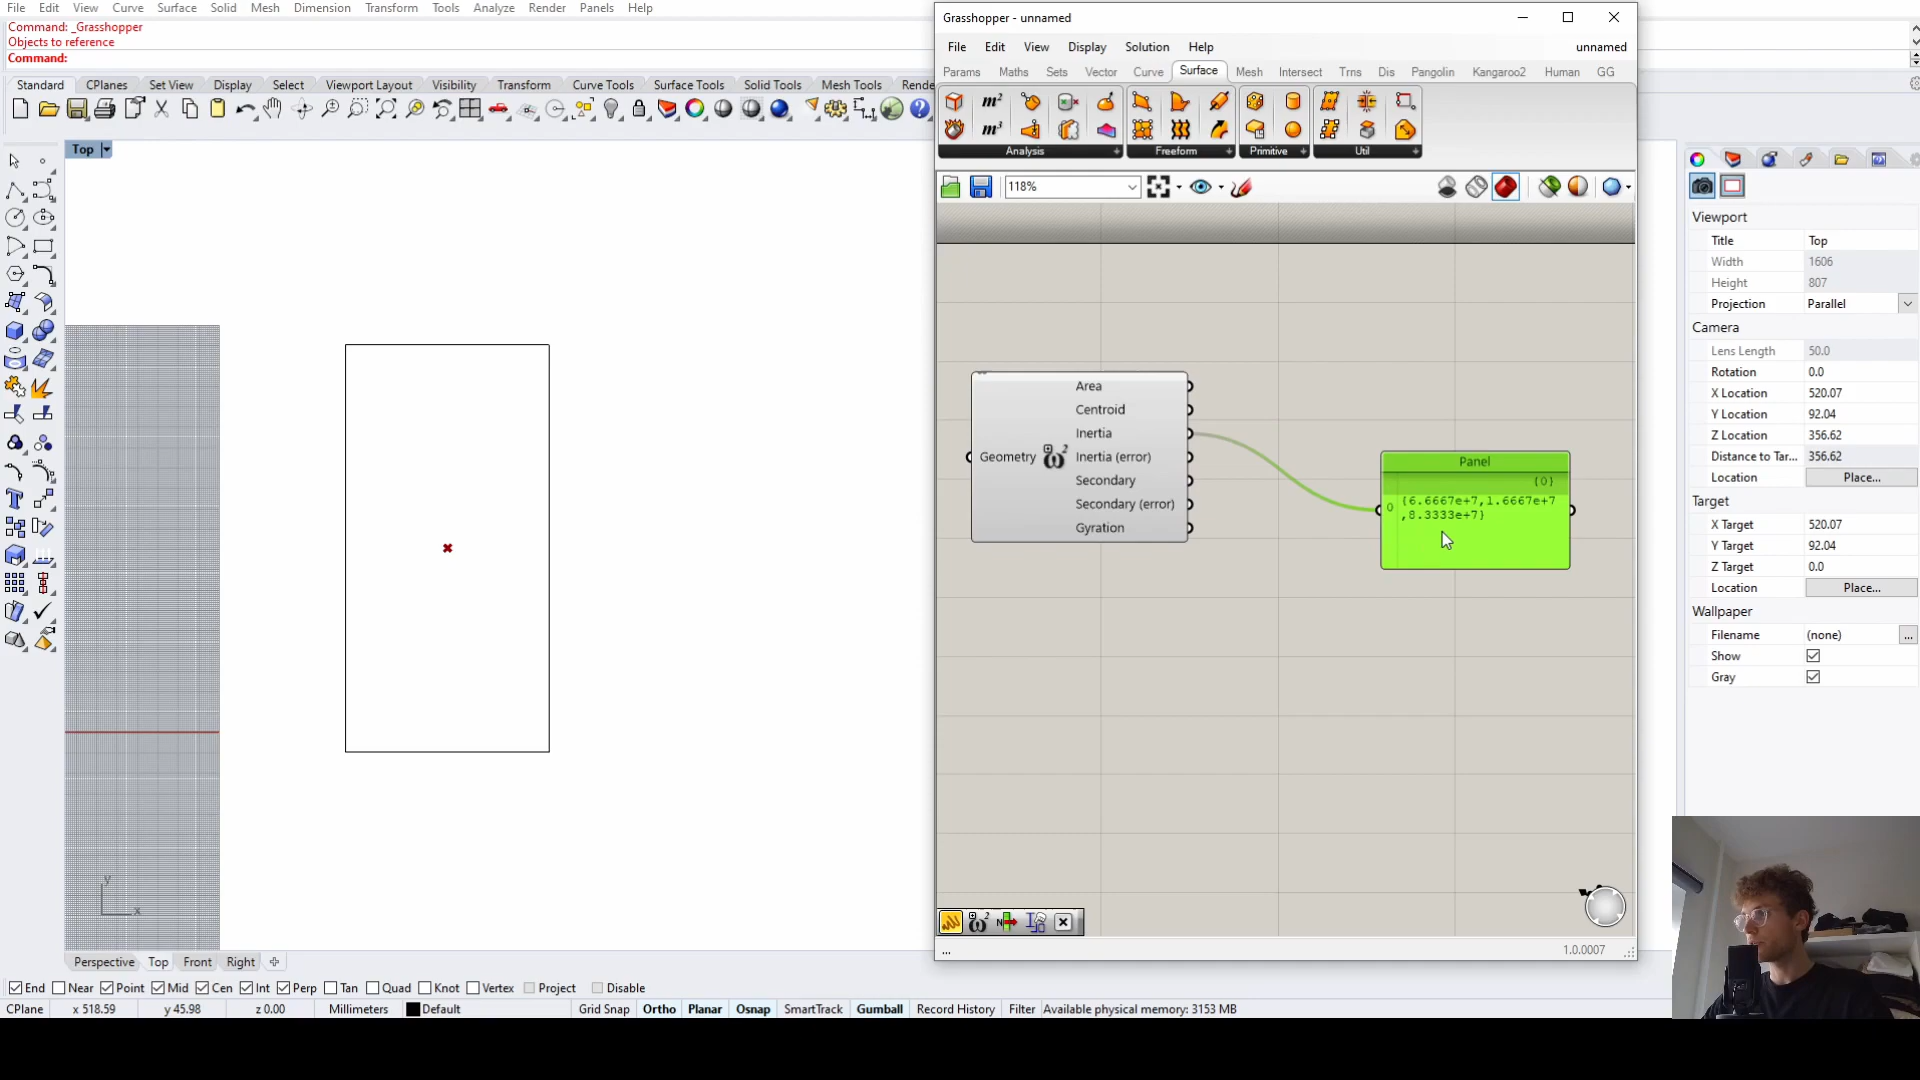 File Edit View Curve Surface Solid Mesh Dimension Transform Tools Analyze Render Panels Help
Command: _Grasshopper
Objects to reference
Command:
Standard CPlanes Set View Display Select Viewport Layout Visibility Transform Curve Tools Surface Tools Solid Tools Mesh Tools Rende
Top
Grasshopper - unnamed
File Edit View Display Solution Help unnamed
Params Maths Sets Vector Curve Surface Mesh Intersect Trns Dis Pangolin Kangaroo2 Human GG
m²
m³
Analysis Freeform Primitive Util
118%
Area
Centroid
Inertia
Geometry Inertia (error)
Secondary
Secondary (error)
Gyration
Panel
{0}
0 {6.6667e+7,1.6667e+7
,8.3333e+7}
...
1.0.0007
Viewport
Title Top
Width 1606
Height 807
Projection Parallel
Camera
Lens Length 50.0
Rotation 0.0
X Location 520.07
Y Location 92.04
Z Location 356.62
Distance to Tar... 356.62
Location Place...
Target
X Target 520.07
Y Target 92.04
Z Target 0.0
Location Place...
Wallpaper
Filename (none) ...
Show
Gray
y
x
Perspective Top Front Right
End Near Point Mid Cen Int Perp Tan Quad Knot Vertex Project Disable
CPlane x 518.59 y 45.98 z 0.00 Millimeters Default Grid Snap Ortho Planar Osnap SmartTrack Gumball Record History Filter Available physical memory: 3153 MB